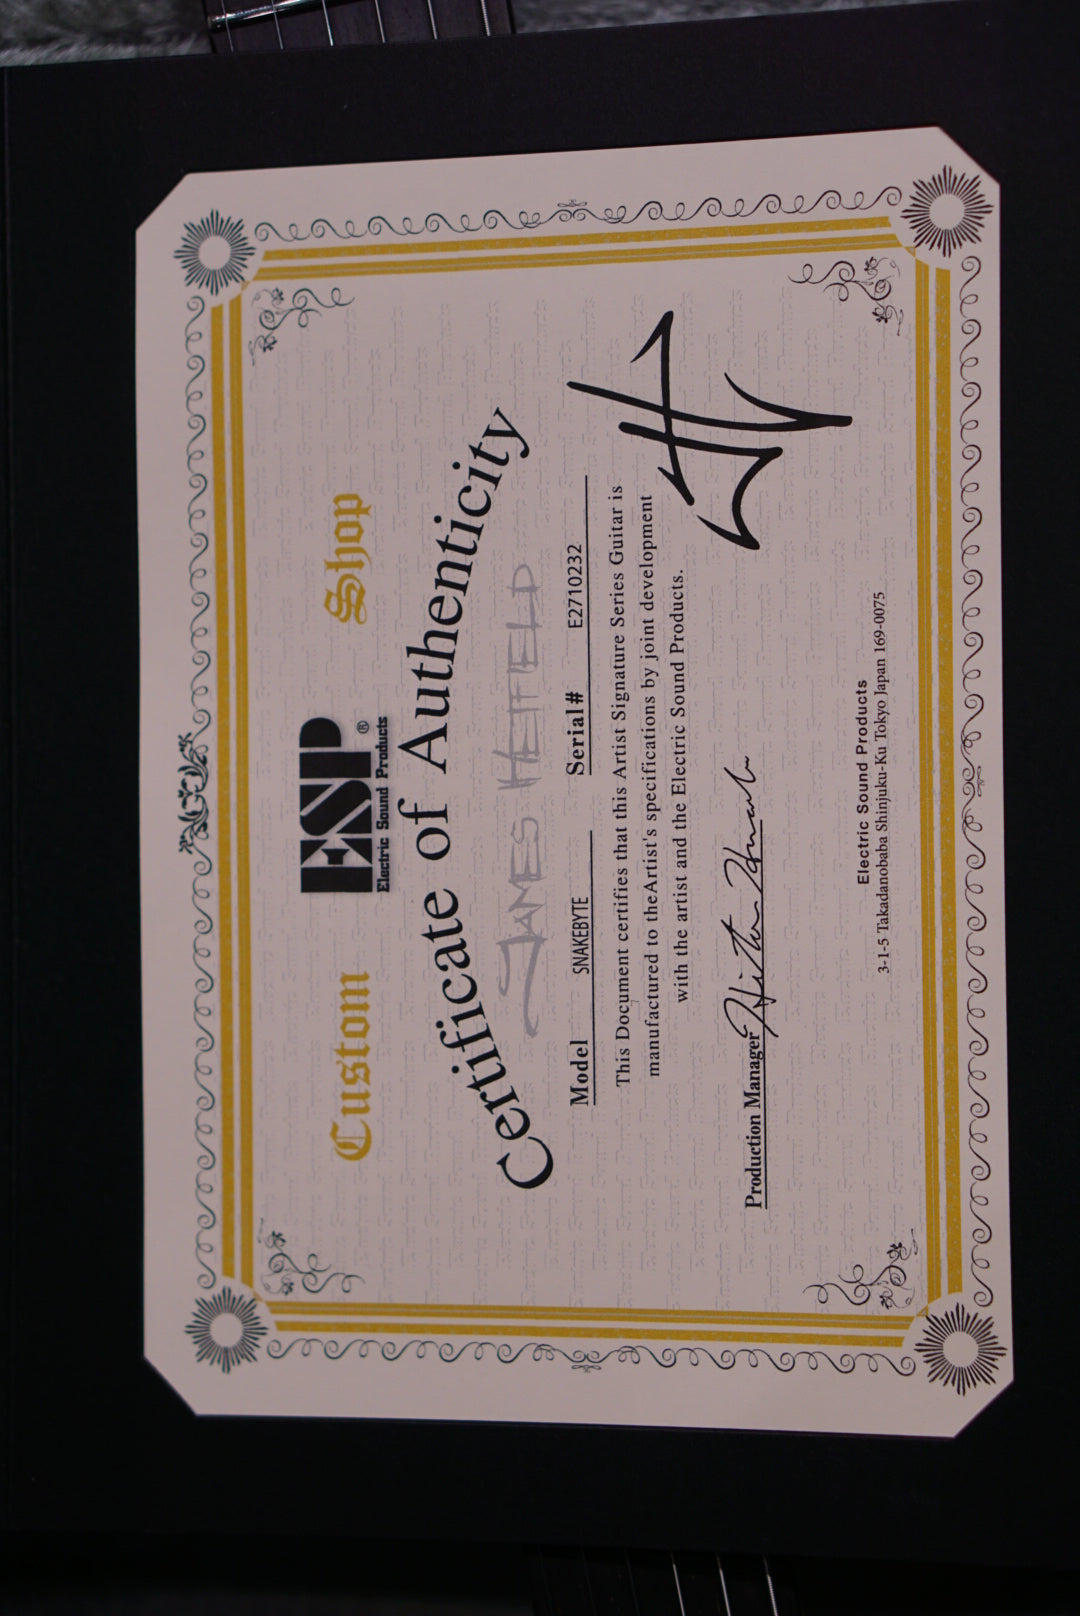 Custom ESP® Shop
Electric Sound Products
Certificate of Authenticity
JAMES HETFIELD
Model SNAKEBYTE Serial# E2710232
This Document certifies that this Artist Signature Series Guitar is
manufactured to theArtist's specifications by joint development
with the artist and the Electric Sound Products.
Production Manager
Electric Sound Products
3-1-5 Takadanobaba Shinjuku-Ku Tokyo Japan 169-0075